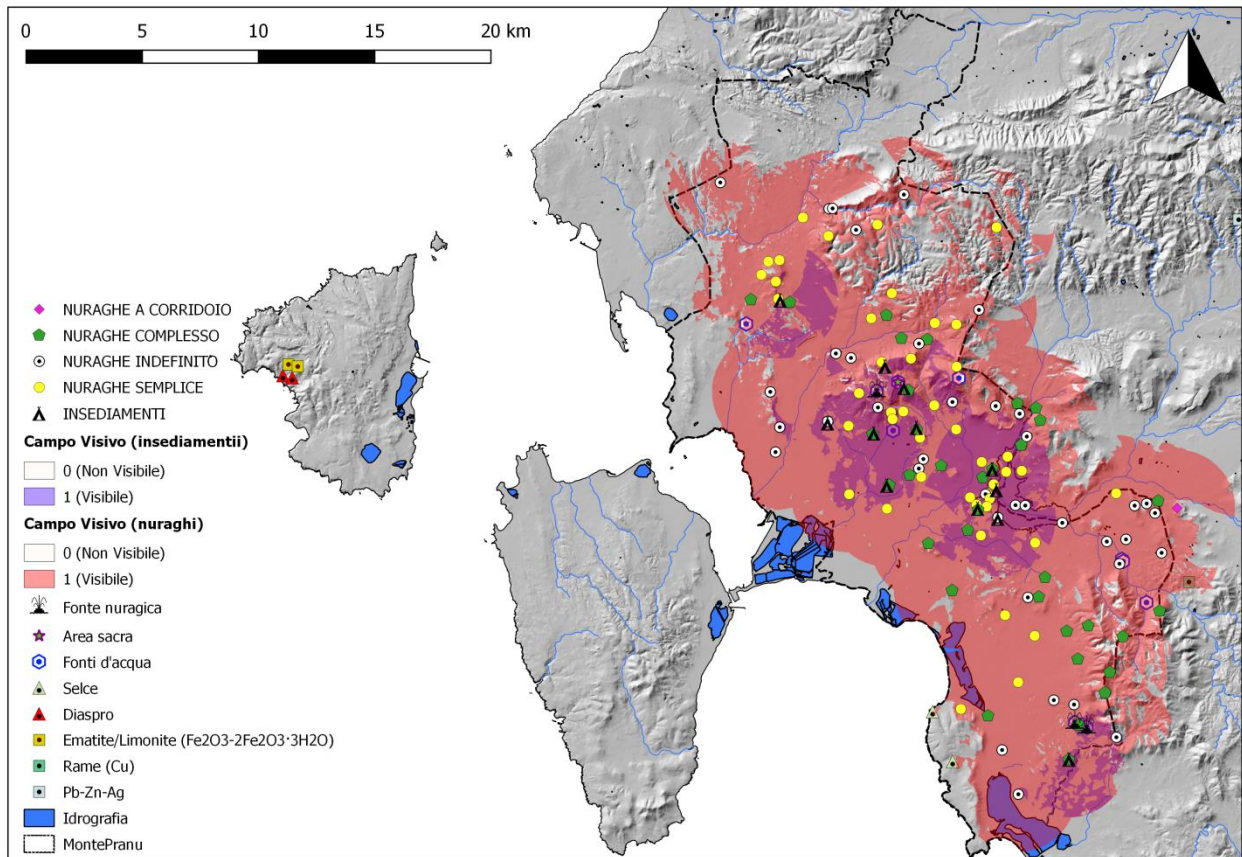 0 5 10 15 20 km
NURAGHE A CORRIDOIO
NURAGHE COMPLESSO
NURAGHE INDEFINITO
NURAGHE SEMPLICE
INSEDIAMENTI
Campo Visivo (insediamentii)
0 (Non Visibile)
1 (Visibile)
Campo Visivo (nuraghi)
0 (Non Visibile)
1 (Visibile)
Fonte nuragica
Area sacra
Fonti d'acqua
Selce
Diaspro
Ematite/Limonite (Fe2O3-2Fe2O3·3H2O)
Rame (Cu)
Pb-Zn-Ag
Idrografia
MontePranu